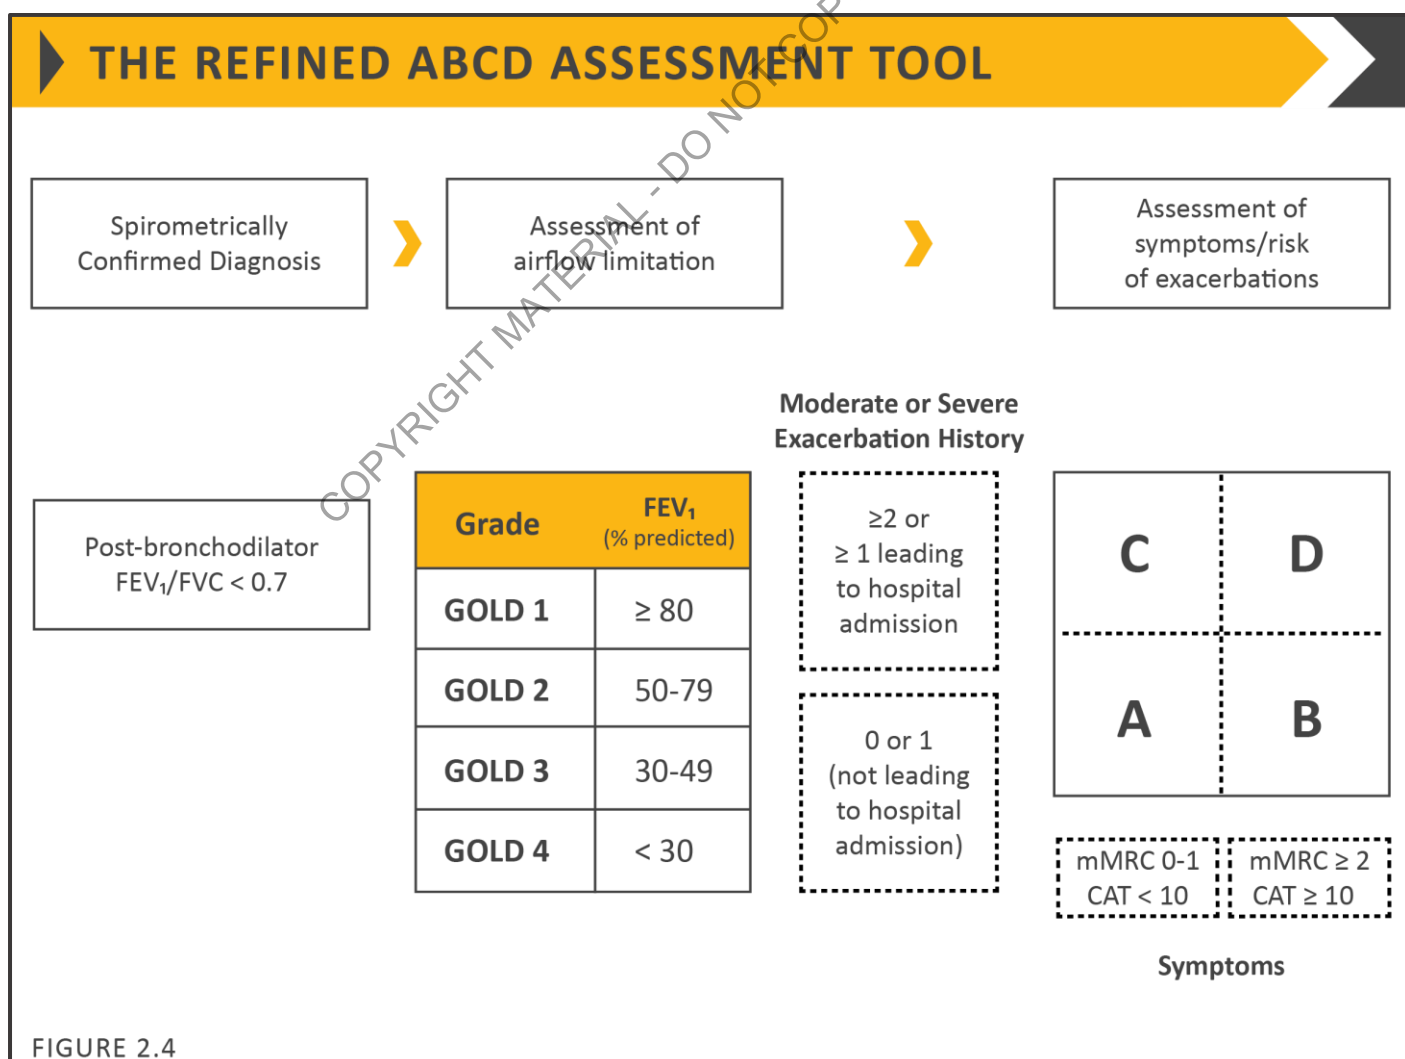 THE REFINED ABCD ASSESSMENT TOOL
COPYRIGHT MATERIAL - DO NOT COP
Spirometrically
Confirmed Diagnosis
Assessment of
airflow limitation
Assessment of
symptoms/risk
of exacerbations
Post-bronchodilator
FEV₁/FVC < 0.7
Grade
FEV₁
(% predicted)
GOLD 1
≥ 80
GOLD 2
50-79
GOLD 3
30-49
GOLD 4
< 30
Moderate or Severe
Exacerbation History
≥2 or
≥ 1 leading
to hospital
admission
0 or 1
(not leading
to hospital
admission)
C
D
A
B
mMRC 0-1
CAT < 10
mMRC ≥ 2
CAT ≥ 10
Symptoms
FIGURE 2.4